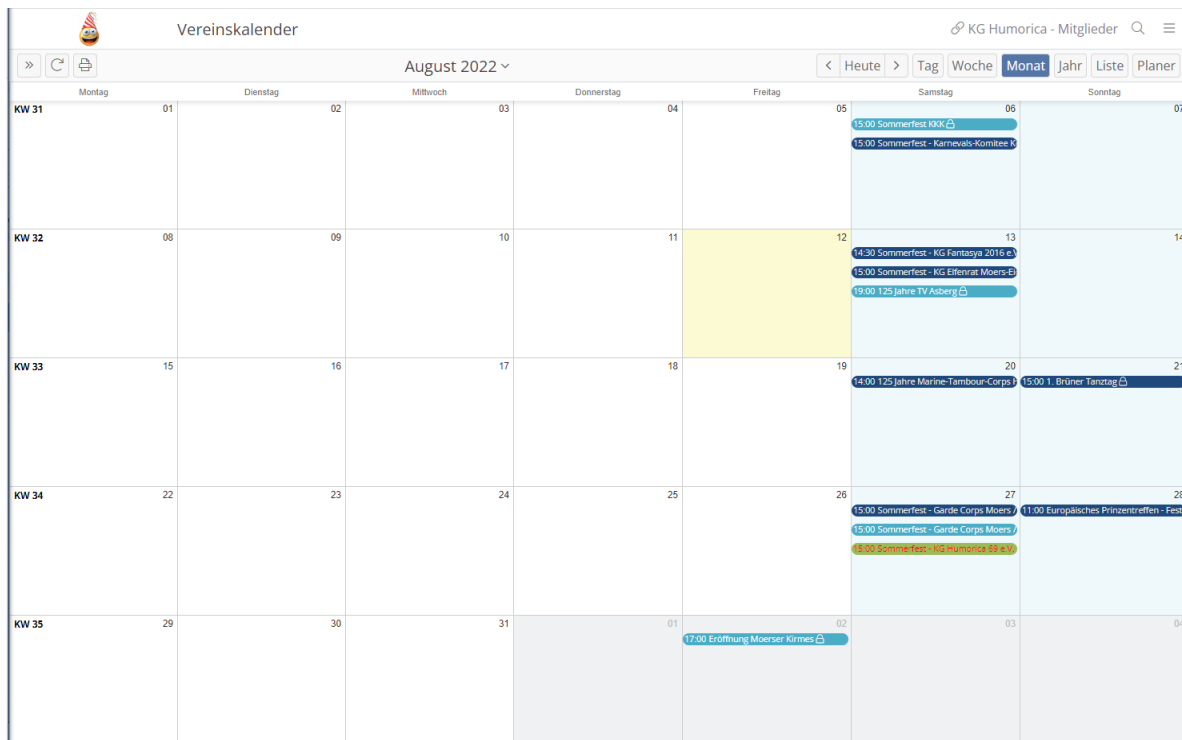 Vereinskalender
KG Humorica - Mitglieder
August 2022
Heute
Tag
Woche
Monat
Jahr
Liste
Planer
Montag
Dienstag
Mittwoch
Donnerstag
Freitag
Samstag
Sonntag
KW 31
01
02
03
04
05
06
07
15:00 Sommerfest KKK
15:00 Sommerfest - Karnevals-Komitee K
KW 32
08
09
10
11
12
13
14
14:30 Sommerfest - KG Fantasya 2016 e.V
15:00 Sommerfest - KG Elfenrat Moers-Ei
19:00 125 Jahre TV Asberg
KW 33
15
16
17
18
19
20
21
14:00 125 Jahre Marine-Tambour-Corps
15:00 1. Brüner Tanztag
KW 34
22
23
24
25
26
27
28
15:00 Sommerfest - Garde Corps Moers /
11:00 Europäisches Prinzentreffen - Fest
15:00 Sommerfest - Garde Corps Moers /
15:00 Sommerfest - KG Humorica 69 e.V.
KW 35
29
30
31
01
02
03
04
17:00 Eröffnung Moerser Kirmes